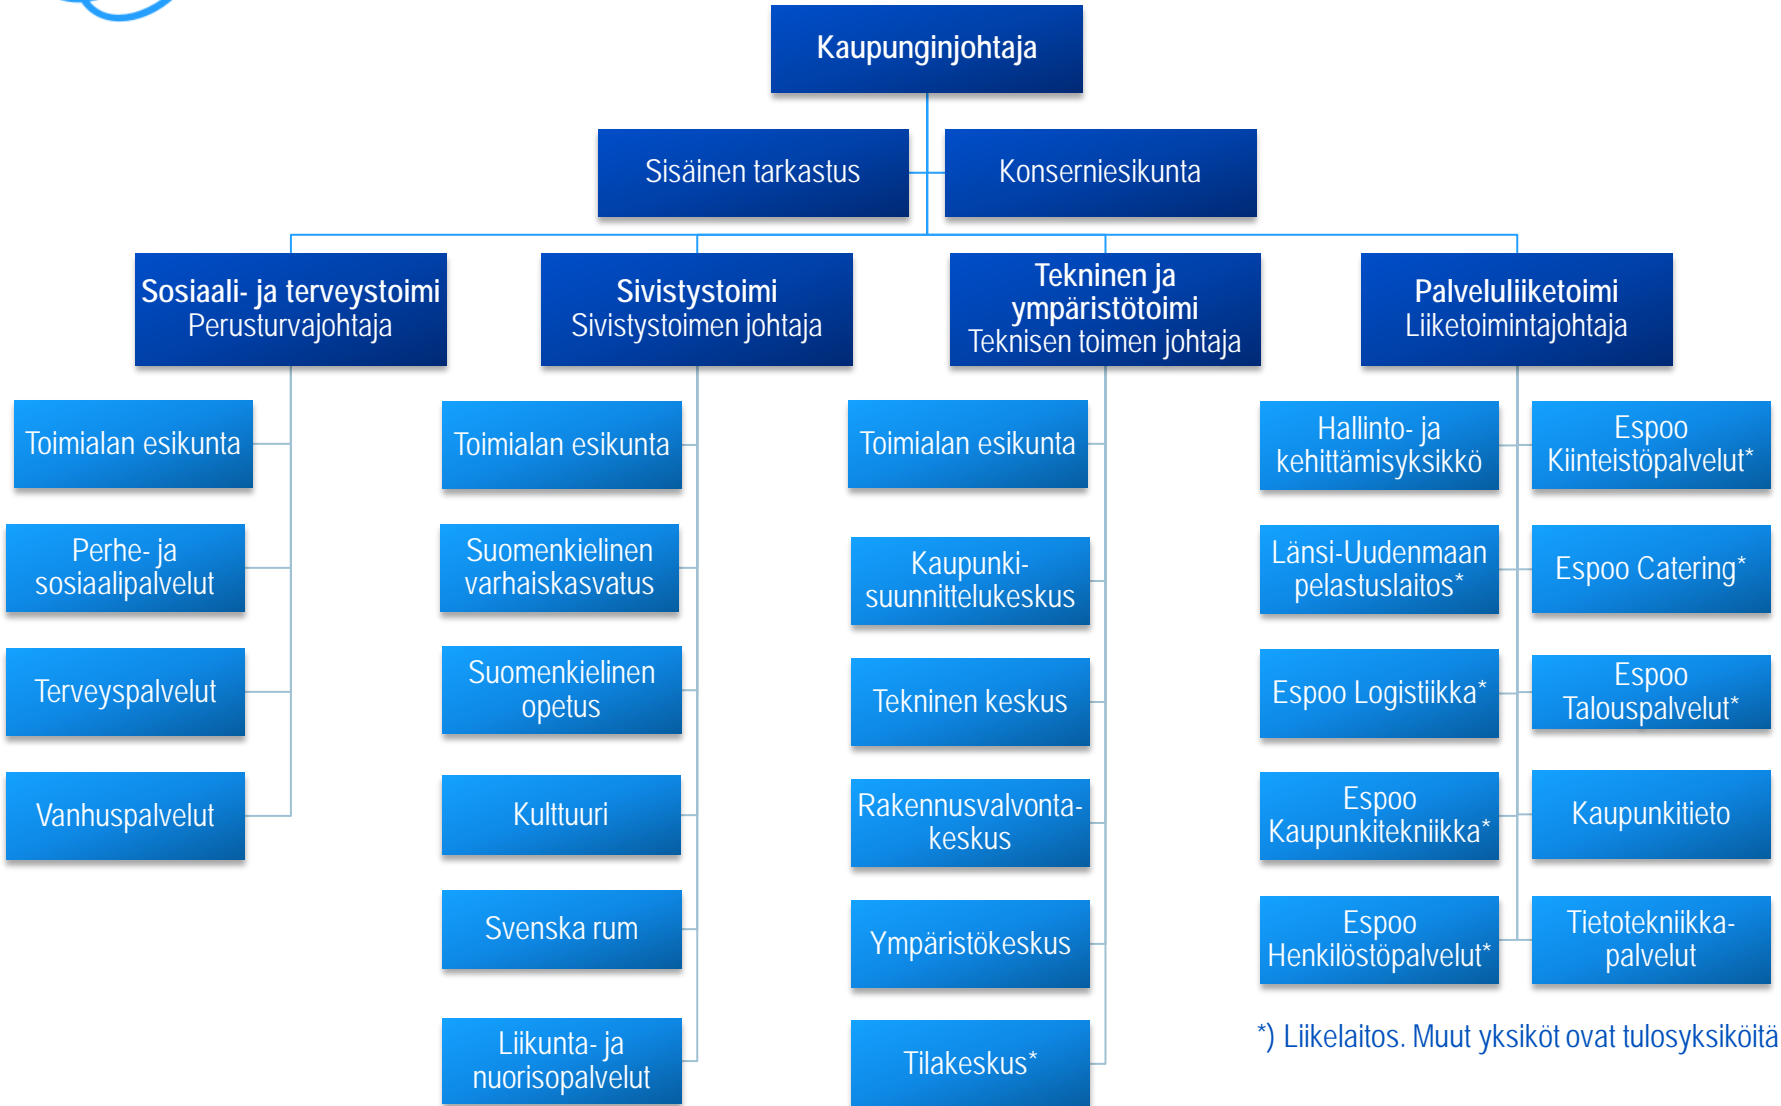 Kaupunginjohtaja
Sisäinen tarkastus
Konserniesikunta
Sosiaali- ja terveystoimi
Perusturvajohtaja
Sivistystoimi
Sivistystoimen johtaja
Tekninen ja
ympäristötoimi
Teknisen toimen johtaja
Palveluliiketoimi
Liiketoimintajohtaja
Toimialan esikunta
Perhe- ja
sosiaalipalvelut
Terveyspalvelut
Vanhuspalvelut
Toimialan esikunta
Suomenkielinen
varhaiskasvatus
Suomenkielinen
opetus
Kulttuuri
Svenska rum
Liikunta- ja
nuorisopalvelut
Toimialan esikunta
Kaupunki-
suunnittelukeskus
Tekninen keskus
Rakennusvalvonta-
keskus
Ympäristökeskus
Tilakeskus*
Hallinto- ja
kehittämisyksikkö
Länsi-Uudenmaan
pelastuslaitos*
Espoo Logistiikka*
Espoo
Kaupunkitekniikka*
Espoo
Henkilöstöpalvelut*
Espoo
Kiinteistöpalvelut*
Espoo Catering*
Espoo
Talouspalvelut*
Kaupunkitieto
Tietotekniikka-
palvelut
*) Liikelaitos. Muut yksiköt ovat tulosyksiköitä